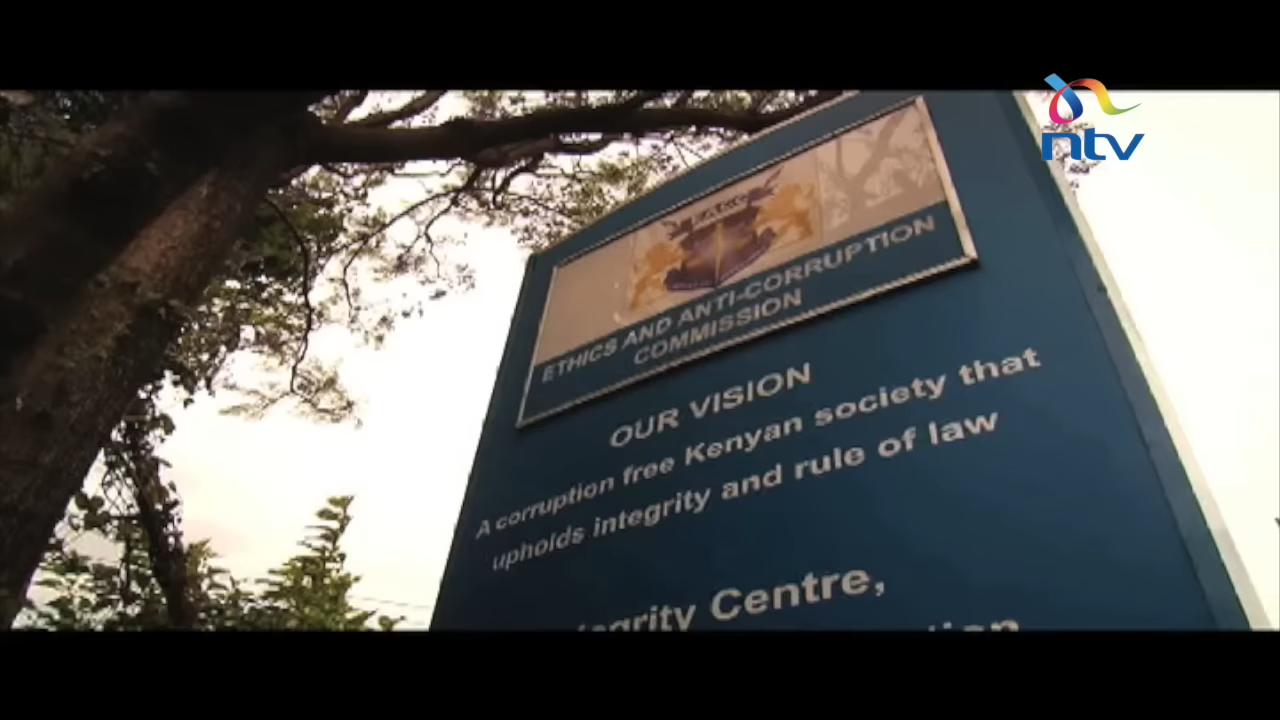 ntv
ETHICS AND ANTI-CORRUPTION
COMMISSION
OUR VISION
A corruption free Kenyan society that
upholds integrity and rule of law
Centre,